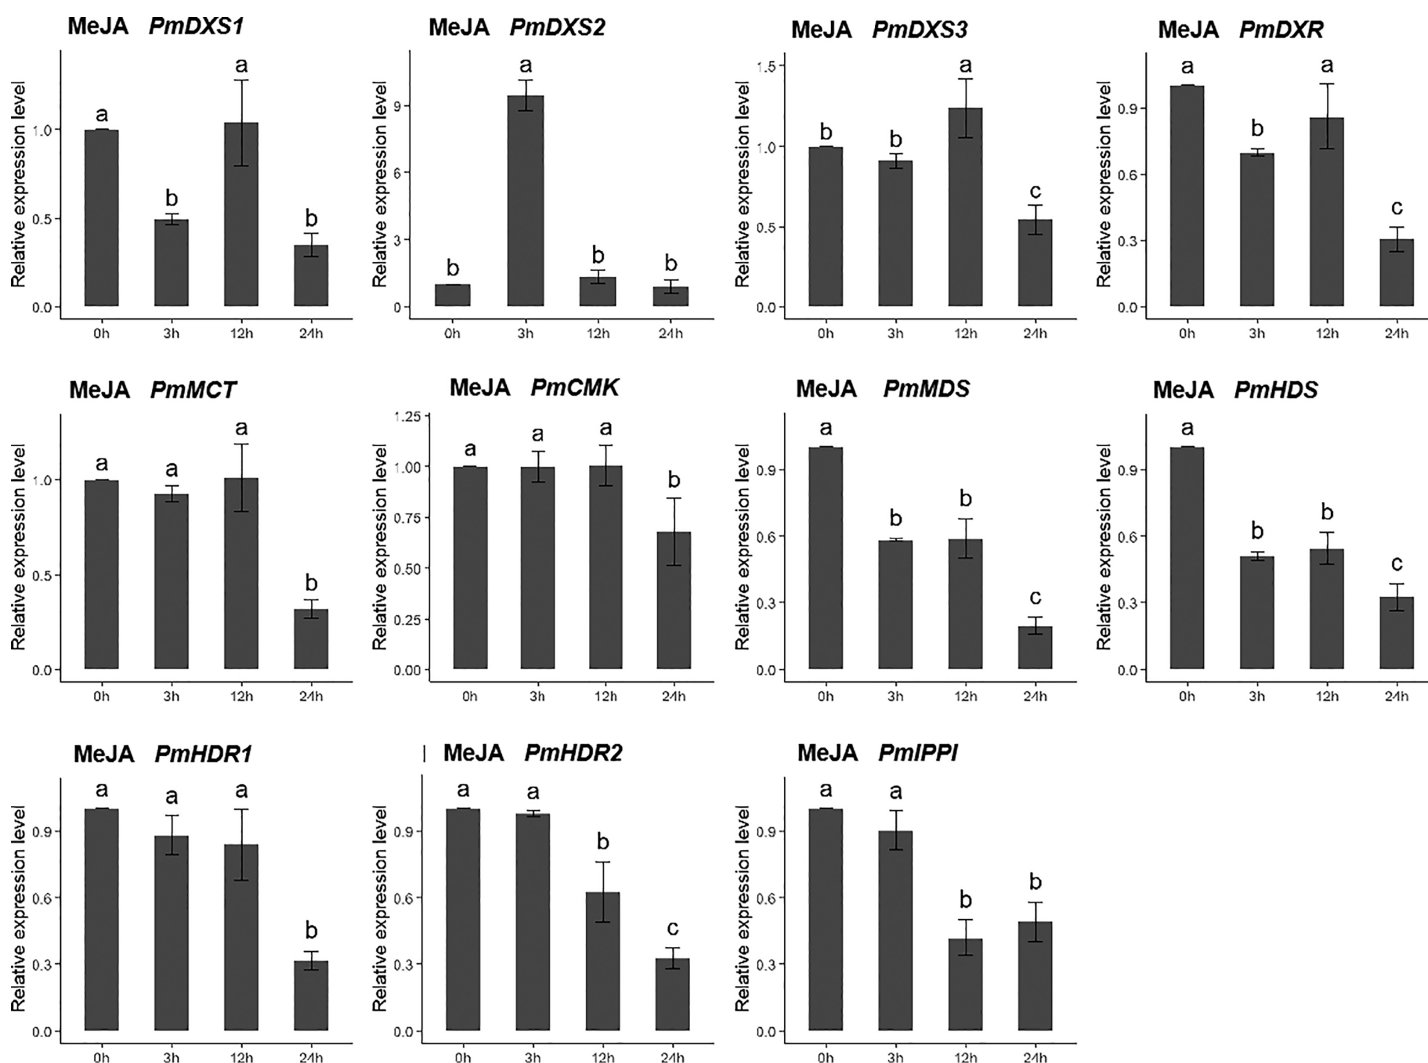 MeJA PmDXS1
Relative expression level
1.0
0.5
0.0
a
b
a
b
0h 3h 12h 24h
MeJA PmDXS2
Relative expression level
9
6
3
0
b
a
b
b
0h 3h 12h 24h
MeJA PmDXS3
Relative expression level
1.5
1.0
0.5
0.0
b
b
a
c
0h 3h 12h 24h
MeJA PmDXR
Relative expression level
0.9
0.6
0.3
0.0
a
b
a
c
0h 3h 12h 24h
MeJA PmMCT
Relative expression level
1.0
0.5
0.0
a
a
a
b
0h 3h 12h 24h
MeJA PmCMK
Relative expression level
1.25
1.00
0.75
0.50
0.25
0.00
a
a
a
b
0h 3h 12h 24h
MeJA PmMDS
Relative expression level
0.9
0.6
0.3
0.0
a
b
b
c
0h 3h 12h 24h
MeJA PmHDS
Relative expression level
0.9
0.6
0.3
0.0
a
b
b
c
0h 3h 12h 24h
MeJA PmHDR1
Relative expression level
0.9
0.6
0.3
0.0
a
a
a
b
0h 3h 12h 24h
MeJA PmHDR2
Relative expression level
0.9
0.6
0.3
0.0
a
a
b
c
0h 3h 12h 24h
MeJA PmIPPI
Relative expression level
0.9
0.6
0.3
0.0
a
a
b
b
0h 3h 12h 24h